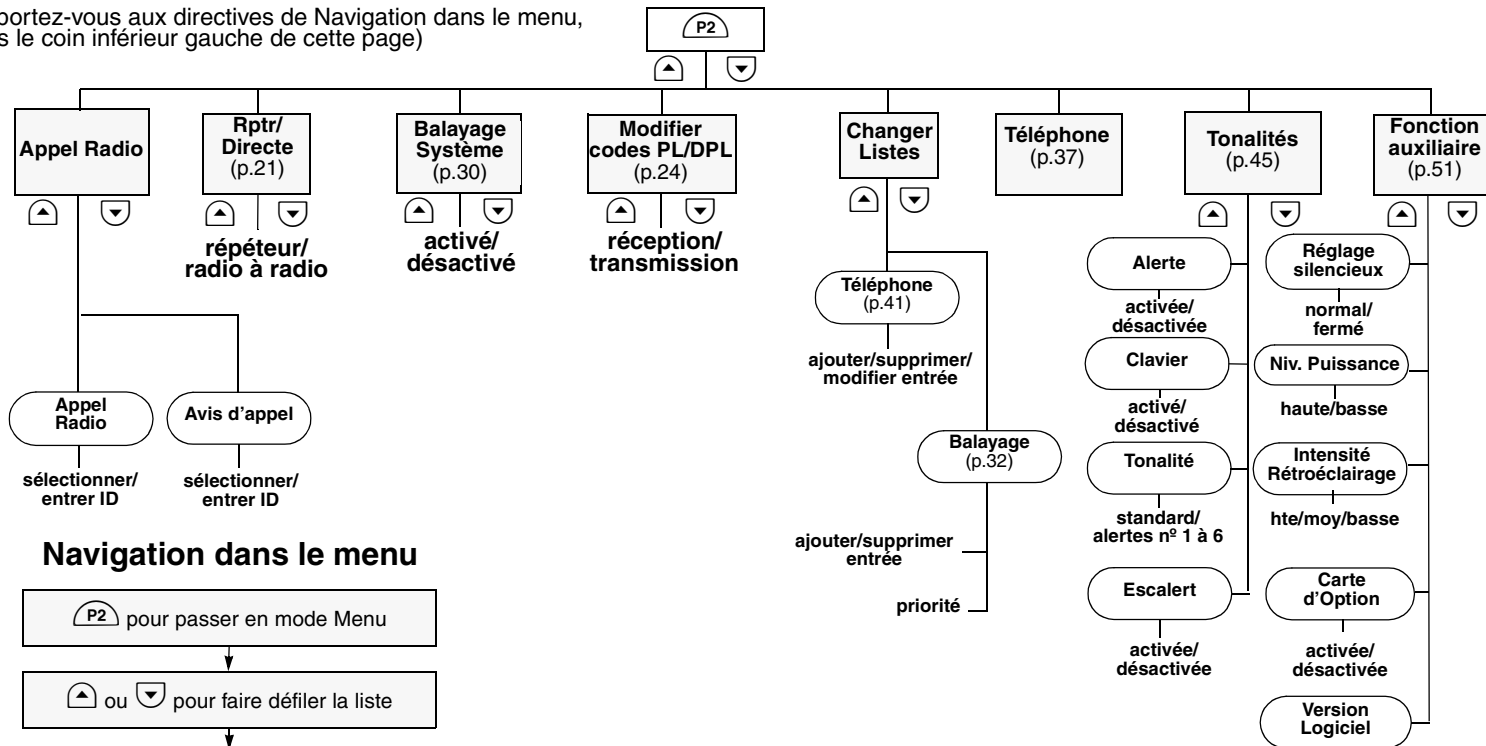 portez-vous aux directives de Navigation dans le menu,
s le coin inférieur gauche de cette page)
P2
Appel Radio
Rptr/
Directe
(p.21)
répéteur/
radio à radio
Balayage
Système
(p.30)
activé/
désactivé
Modifier
codes PL/DPL
(p.24)
réception/
transmission
Changer
Listes
Téléphone
(p.37)
Tonalités
(p.45)
Fonction
auxiliaire
(p.51)
Appel
Radio
sélectionner/
entrer ID
Avis d'appel
sélectionner/
entrer ID
Téléphone
(p.41)
ajouter/supprimer/
modifier entrée
Balayage
(p.32)
ajouter/supprimer
entrée
priorité
Alerte
activée/
désactivée
Clavier
activé/
désactivé
Tonalité
standard/
alertes nº 1 à 6
Escalert
activée/
désactivée
Réglage
silencieux
normal/
fermé
Niv. Puissance
haute/basse
Intensité
Rétroéclairage
hte/moy/basse
Carte
d'Option
activée/
désactivée
Version
Logiciel
Navigation dans le menu
P2 pour passer en mode Menu
ou pour faire défiler la liste